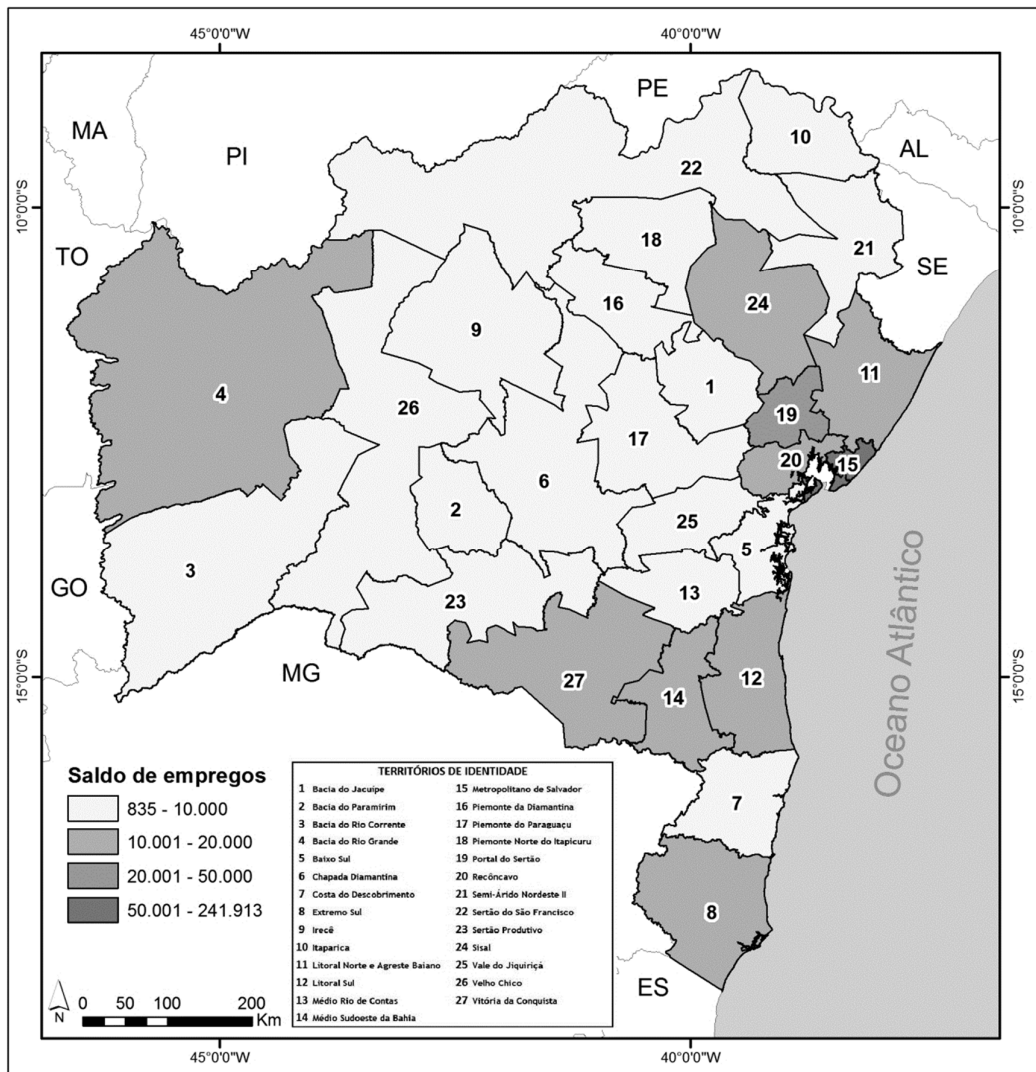 45°0'0"W 40°0'0"W
MA PI PE AL
10°0'0"S 10°0'0"S
TO SE
GO MG
15°0'0"S 15°0'0"S
ES
Oceano Atlântico
10
22
21
18
16
24
9
11
4
1
19
26
17
20
15
6
2
25
5
3
13
23
27
14
12
7
8
Saldo de empregos
835 - 10.000
10.001 - 20.000
20.001 - 50.000
50.001 - 241.913
N
0 50 100 200
Km
TERRITÓRIOS DE IDENTIDADE
1 Bacia do Jacuípe
2 Bacia do Paramirim
3 Bacia do Rio Corrente
4 Bacia do Rio Grande
5 Baixo Sul
6 Chapada Diamantina
7 Costa do Descobrimento
8 Extremo Sul
9 Irecê
10 Itaparica
11 Litoral Norte e Agreste Baiano
12 Litoral Sul
13 Médio Rio de Contas
14 Médio Sudoeste da Bahia
15 Metropolitano de Salvador
16 Piemonte da Diamantina
17 Piemonte do Paraguaçu
18 Piemonte Norte do Itapicuru
19 Portal do Sertão
20 Recôncavo
21 Semi-Árido Nordeste II
22 Sertão do São Francisco
23 Sertão Produtivo
24 Sisal
25 Vale do Jiquiriçá
26 Velho Chico
27 Vitória da Conquista
45°0'0"W 40°0'0"W